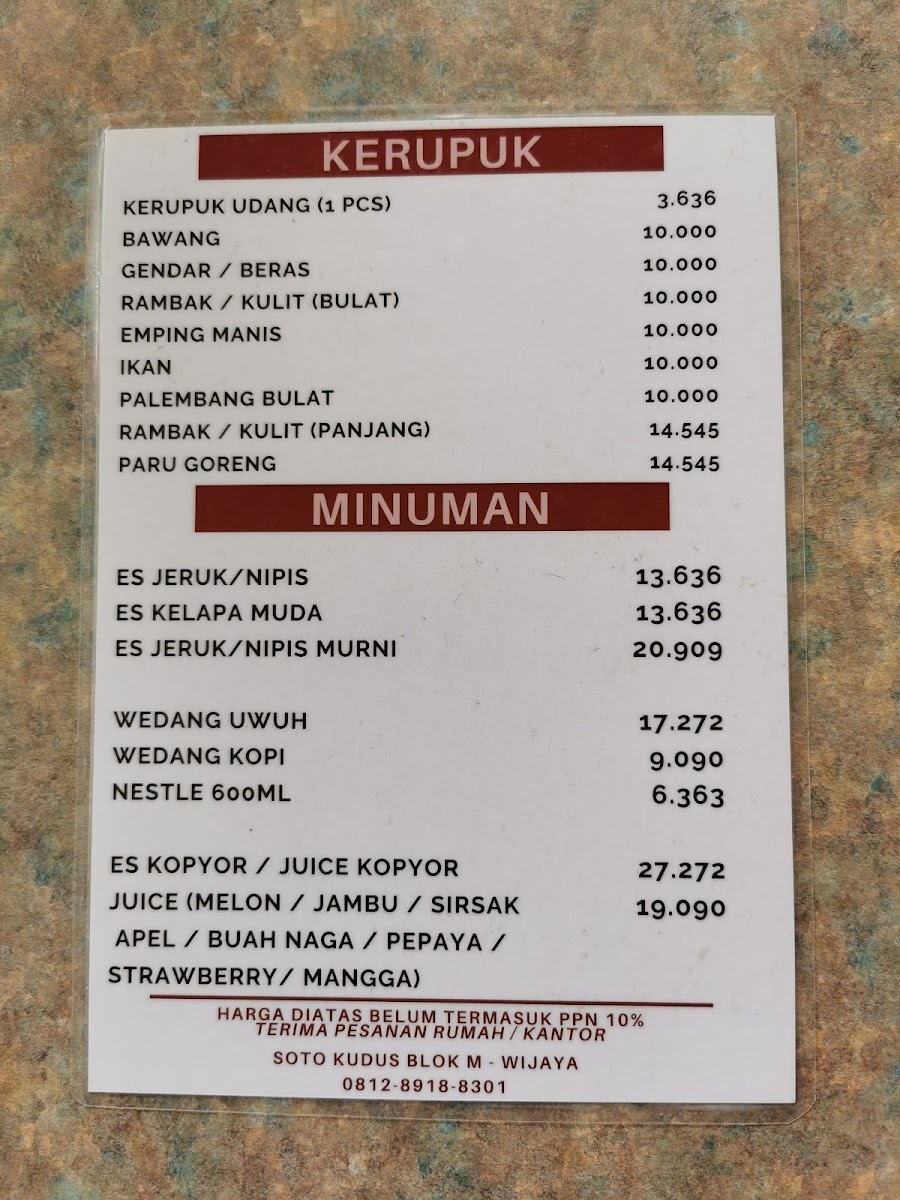 KERUPUK
KERUPUK UDANG (1 PCS) 3.636
BAWANG 10.000
GENDAR / BERAS 10.000
RAMBAK / KULIT (BULAT) 10.000
EMPING MANIS 10.000
IKAN 10.000
PALEMBANG BULAT 10.000
RAMBAK / KULIT (PANJANG) 14.545
PARU GORENG 14.545
MINUMAN
ES JERUK/NIPIS 13.636
ES KELAPA MUDA 13.636
ES JERUK/NIPIS MURNI 20.909
WEDANG UWUH 17.272
WEDANG KOPI 9.090
NESTLE 600ML 6.363
ES KOPYOR / JUICE KOPYOR 27.272
JUICE (MELON / JAMBU / SIRSAK 19.090
APEL / BUAH NAGA / PEPAYA /
STRAWBERRY/ MANGGA)
HARGA DIATAS BELUM TERMASUK PPN 10%
TERIMA PESANAN RUMAH / KANTOR
SOTO KUDUS BLOK M - WIJAYA
0812-8918-8301